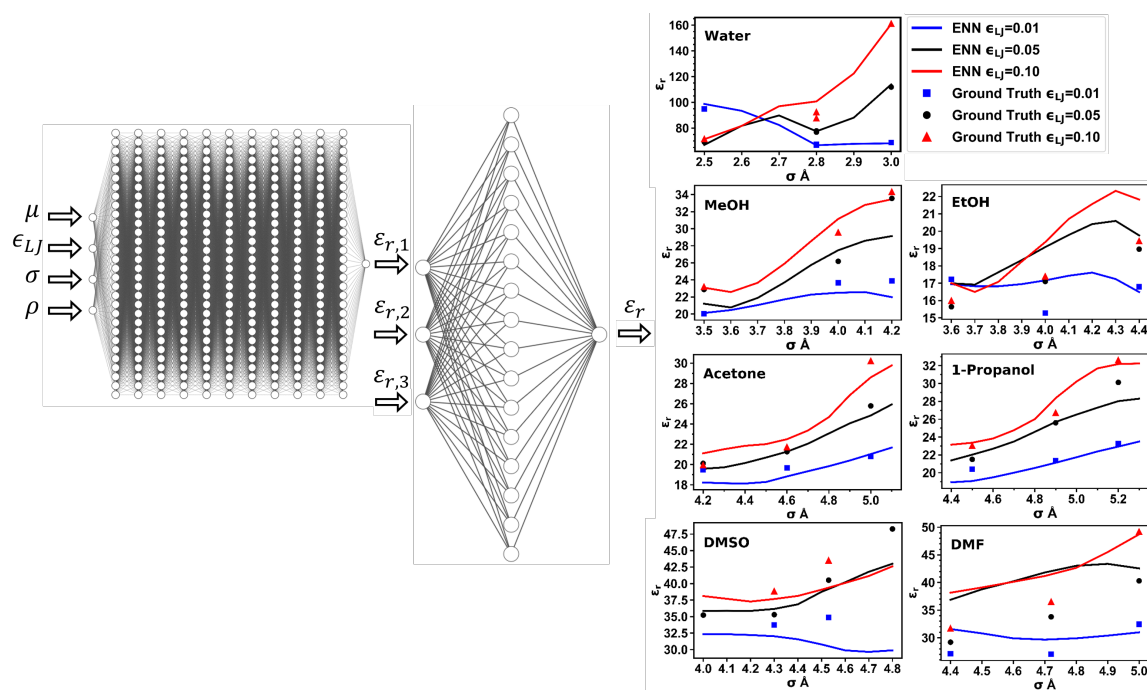 μ
ϵLJ
σ
ρ
εr,1
εr,2
εr,3
εr
Water
εr
160
140
120
100
80
2.5 2.6 2.7 2.8 2.9 3.0
σ Å
ENN ϵLJ=0.01
ENN ϵLJ=0.05
ENN ϵLJ=0.10
Ground Truth ϵLJ=0.01
Ground Truth ϵLJ=0.05
Ground Truth ϵLJ=0.10
MeOH
εr
34
32
30
28
26
24
22
20
3.5 3.6 3.7 3.8 3.9 4.0 4.1 4.2
σ Å
EtOH
εr
22
21
20
19
18
17
16
15
3.6 3.7 3.8 3.9 4.0 4.1 4.2 4.3 4.4
σ Å
Acetone
εr
30
28
26
24
22
20
18
4.2 4.4 4.6 4.8 5.0
σ Å
1-Propanol
εr
32
30
28
26
24
22
20
4.4 4.5 4.6 4.7 4.8 4.9 5.0 5.1 5.2
σ Å
DMSO
εr
47.5
45.0
42.5
40.0
37.5
35.0
32.5
30.0
4.0 4.1 4.2 4.3 4.4 4.5 4.6 4.7 4.8
σ Å
DMF
εr
50
45
40
35
30
4.4 4.5 4.6 4.7 4.8 4.9 5.0
σ Å